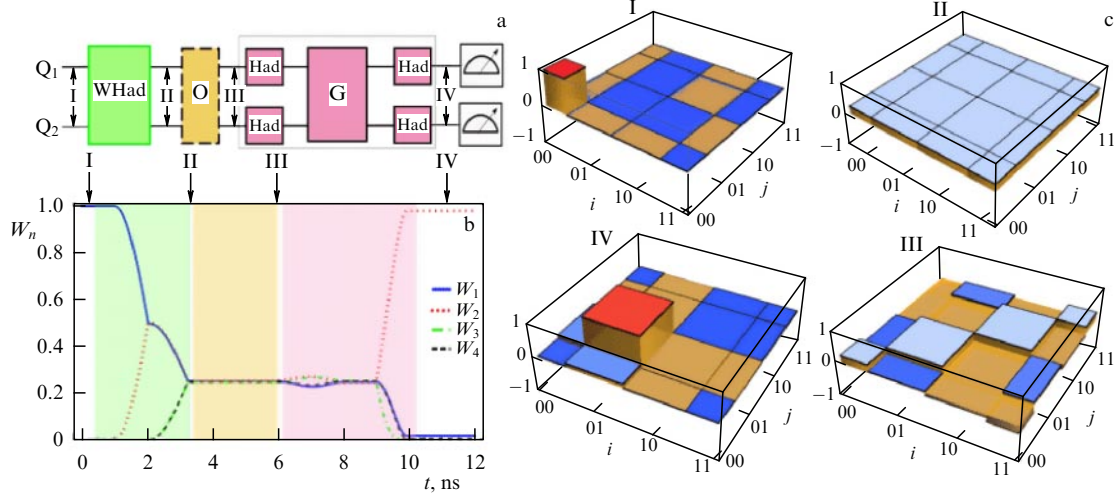 a
Q1 I WHad II O III Had G Had IV
Q2 Had Had
I II III IV
b
Wn
1.0
0.8
0.6
0.4
0.2
0
W1
W2
W3
W4
0 2 4 6 8 10 12
t, ns
c
I
1
0
−1
00 01 10 11
i
00 01 10 11
j
II
1
0
−1
00 01 10 11
i
00 01 10 11
j
IV
1
0
−1
00 01 10 11
i
00 01 10 11
j
III
1
0
−1
00 01 10 11
i
00 01 10 11
j